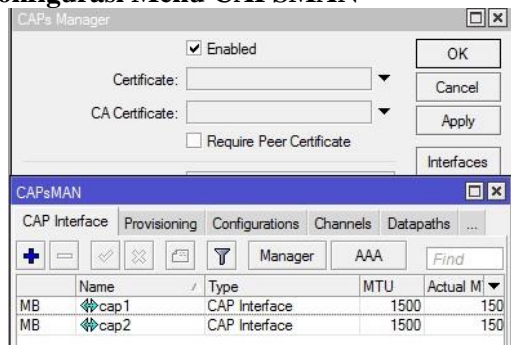 onfigurasi Menu CAPSMAN
CAPs Manager
Enabled
OK
Certificate:
Cancel
CA Certificate:
Apply
Require Peer Certificate
Interfaces
CAPsMAN
CAP Interface Provisioning Configurations Channels Datapaths ...
Manager AAA Find
Name / Type MTU Actual M
MB cap1 CAP Interface 1500 150
MB cap2 CAP Interface 1500 150